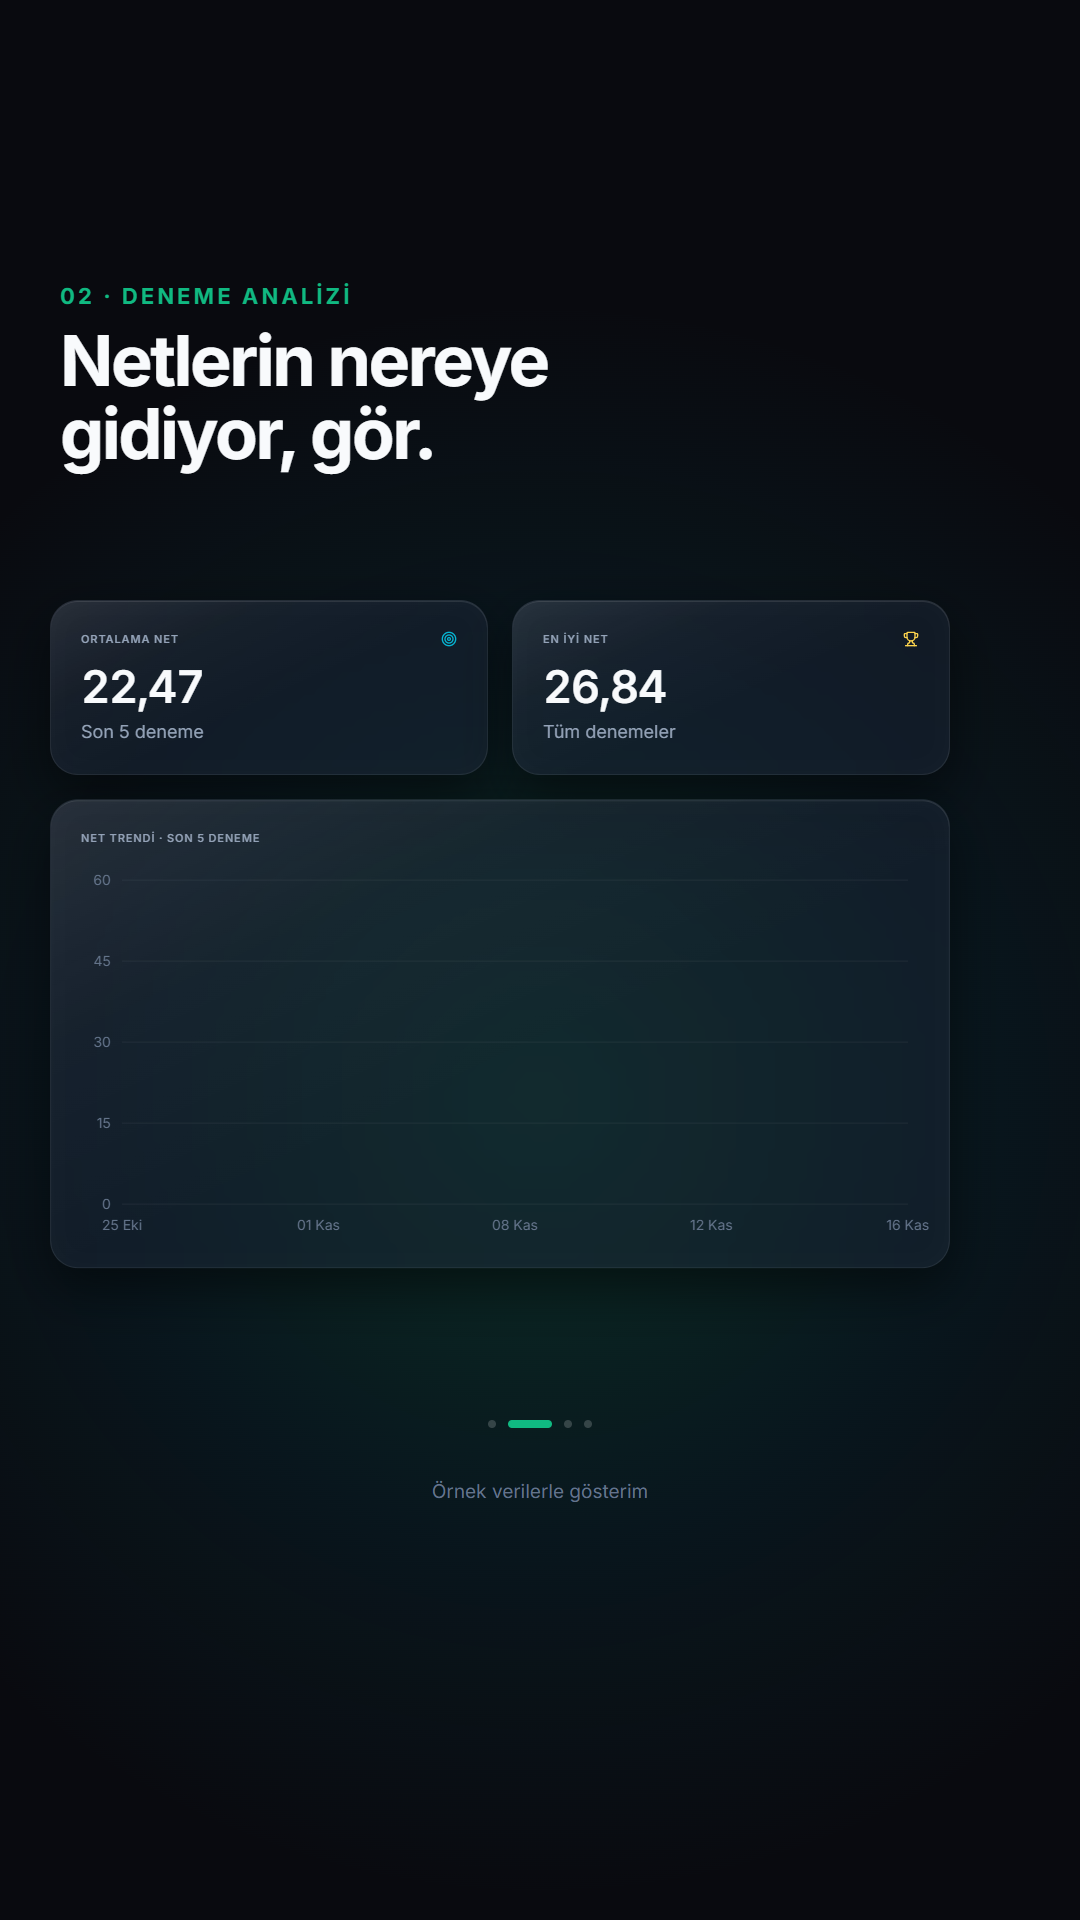 02 · DENEME ANALİZİ
Netlerin nereye
gidiyor, gör.
ORTALAMA NET
22,47
Son 5 deneme
EN İYİ NET
26,84
Tüm denemeler
NET TRENDİ · SON 5 DENEME
60
45
30
15
0
25 Eki 01 Kas 08 Kas 12 Kas 16 Kas
Örnek verilerle gösterim